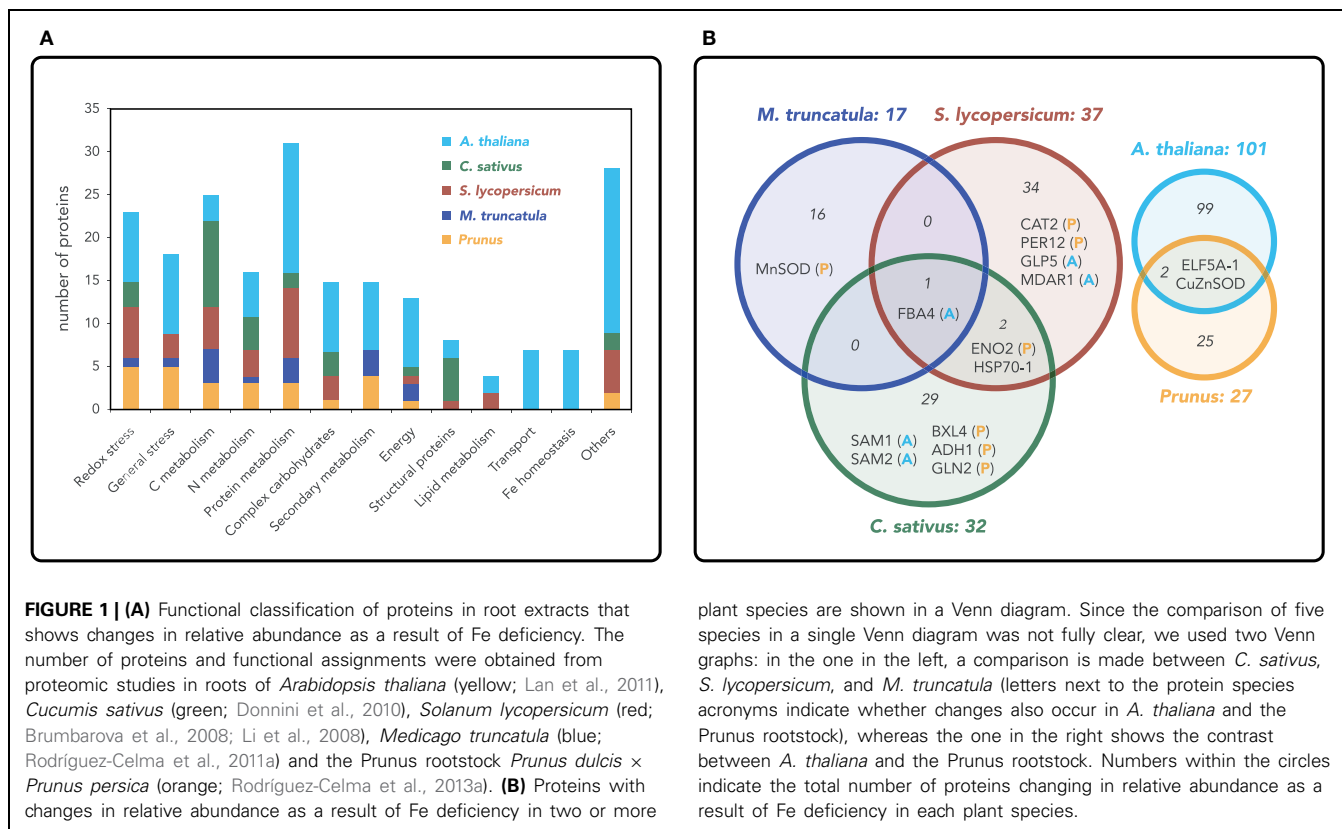 A
35
30
25
20
15
10
5
0
number of proteins
A. thaliana
C. sativus
S. lycopersicum
M. truncatula
Prunus
Redox stress
General stress
C metabolism
N metabolism
Protein metabolism
Complex carbohydrates
Secondary metabolism
Energy
Structural proteins
Lipid metabolism
Transport
Fe homeostasis
Others
B
M. truncatula: 17
S. lycopersicum: 37
A. thaliana: 101
16
MnSOD (P)
0
34
CAT2 (P)
PER12 (P)
GLP5 (A)
MDAR1 (A)
1
FBA4 (A)
0
2
ENO2 (P)
HSP70-1
29
SAM1 (A)
SAM2 (A)
BXL4 (P)
ADH1 (P)
GLN2 (P)
C. sativus: 32
99
2
ELF5A-1
CuZnSOD
25
Prunus: 27
FIGURE 1 | (A) Functional classification of proteins in root extracts that
shows changes in relative abundance as a result of Fe deficiency. The
number of proteins and functional assignments were obtained from
proteomic studies in roots of Arabidopsis thaliana (yellow; Lan et al., 2011),
Cucumis sativus (green; Donnini et al., 2010), Solanum lycopersicum (red;
Brumbarova et al., 2008; Li et al., 2008), Medicago truncatula (blue;
Rodríguez-Celma et al., 2011a) and the Prunus rootstock Prunus dulcis ×
Prunus persica (orange; Rodríguez-Celma et al., 2013a). (B) Proteins with
changes in relative abundance as a result of Fe deficiency in two or more
plant species are shown in a Venn diagram. Since the comparison of five
species in a single Venn diagram was not fully clear, we used two Venn
graphs: in the one in the left, a comparison is made between C. sativus,
S. lycopersicum, and M. truncatula (letters next to the protein species
acronyms indicate whether changes also occur in A. thaliana and the
Prunus rootstock), whereas the one in the right shows the contrast
between A. thaliana and the Prunus rootstock. Numbers within the circles
indicate the total number of proteins changing in relative abundance as a
result of Fe deficiency in each plant species.